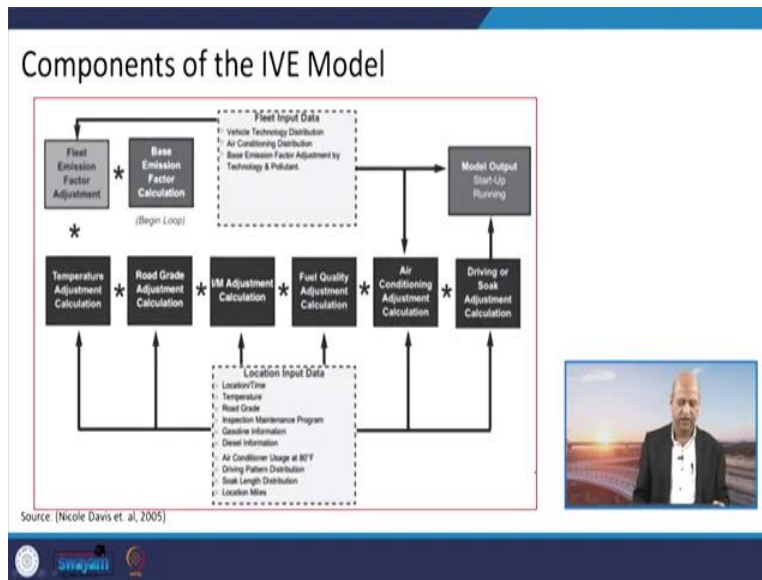 Components of the IVE Model
Fleet Input Data
Vehicle Technology Distribution
Air Conditioning Distribution
Base Emission Factor Adjustment by
Technology & Pollutant.
Fleet
Emission
Factor
Adjustment
*
Base
Emission
Factor
Calculation
(Begin Loop)
Model Output
Start-Up
Running
*
Temperature
Adjustment
Calculation
*
Road Grade
Adjustment
Calculation
*
I/M Adjustment
Calculation
*
Fuel Quality
Adjustment
Calculation
*
Air
Conditioning
Adjustment
Calculation
*
Driving or
Soak
Adjustment
Calculation
Location Input Data
Location/Time
Temperature
Road Grade
Inspection Maintenance Program
Gasoline Information
Diesel Information
Air Conditioner Usage at 80°F
Driving Pattern Distribution
Soak Length Distribution
Location Miles
Source: (Nicole Davis et. al, 2005)
swayam